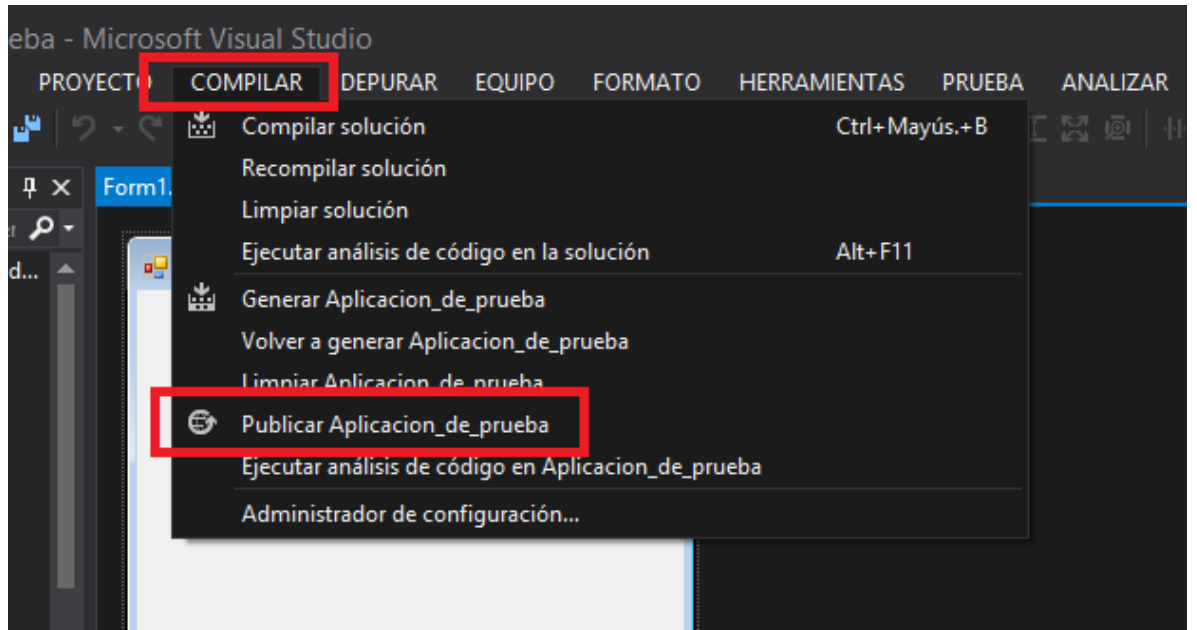 eba - Microsoft Visual Studio
PROYECTO COMPILAR DEPURAR EQUIPO FORMATO HERRAMIENTAS PRUEBA ANALIZAR
Compilar solución Ctrl+Mayús.+B
Recompilar solución
Form1.
Limpiar solución
Ejecutar análisis de código en la solución Alt+F11
d...
Generar Aplicacion_de_prueba
Volver a generar Aplicacion_de_prueba
Limpiar Aplicacion_de_prueba
Publicar Aplicacion_de_prueba
Ejecutar análisis de código en Aplicacion_de_prueba
Administrador de configuración...